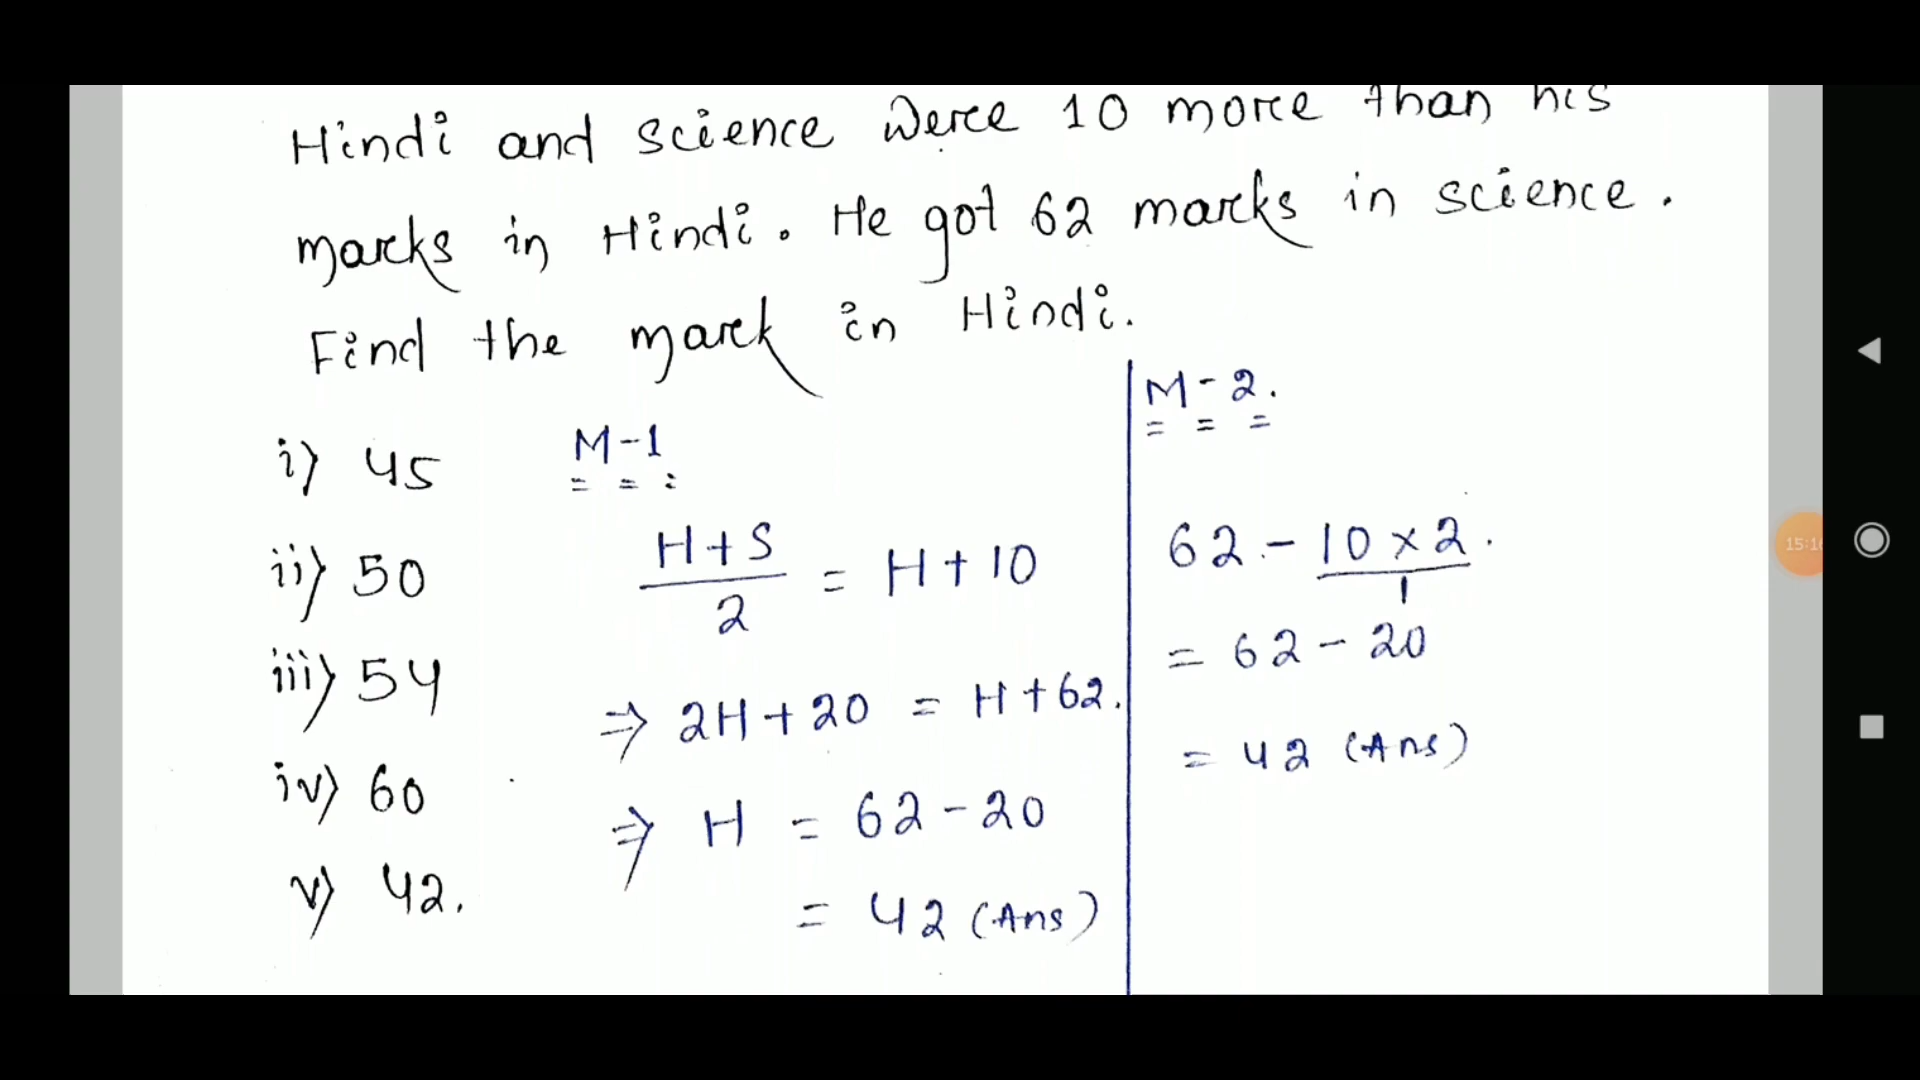 Hindi and science were 10 more than his
marks in Hindi. He got 62 marks in science.
Find the mark in Hindi.
M-2.
= = =
i) 45
M-1
= = =
H+S
2
= H+10
62 - 10 × 2.
1
ii) 50
= 62 - 20
iii) 54
⇒ 2H + 20 = H + 62.
= 42 (Ans)
iv) 60
⇒ H = 62 - 20
v) 42.
= 42 (Ans)